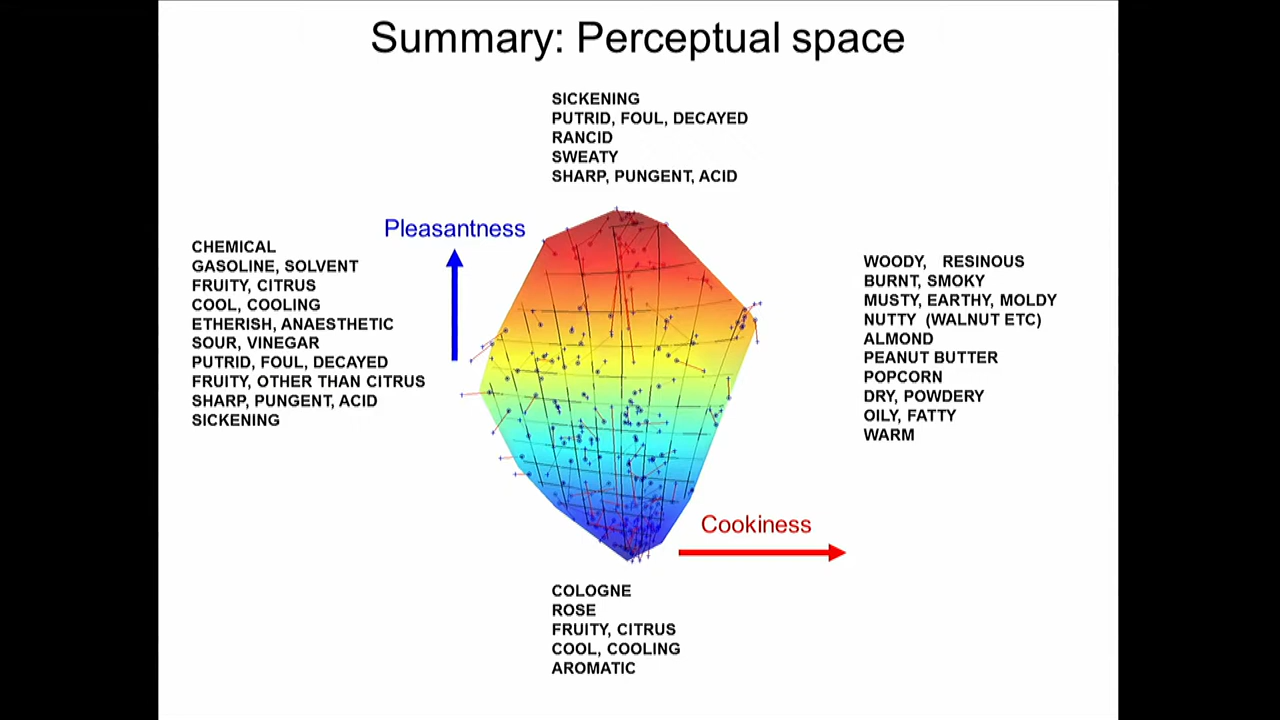 Summary: Perceptual space
SICKENING
PUTRID, FOUL, DECAYED
RANCID
SWEATY
SHARP, PUNGENT, ACID
Pleasantness
CHEMICAL
GASOLINE, SOLVENT
FRUITY, CITRUS
COOL, COOLING
ETHERISH, ANAESTHETIC
SOUR, VINEGAR
PUTRID, FOUL, DECAYED
FRUITY, OTHER THAN CITRUS
SHARP, PUNGENT, ACID
SICKENING
WOODY, RESINOUS
BURNT, SMOKY
MUSTY, EARTHY, MOLDY
NUTTY (WALNUT ETC)
ALMOND
PEANUT BUTTER
POPCORN
DRY, POWDERY
OILY, FATTY
WARM
Cookiness
COLOGNE
ROSE
FRUITY, CITRUS
COOL, COOLING
AROMATIC